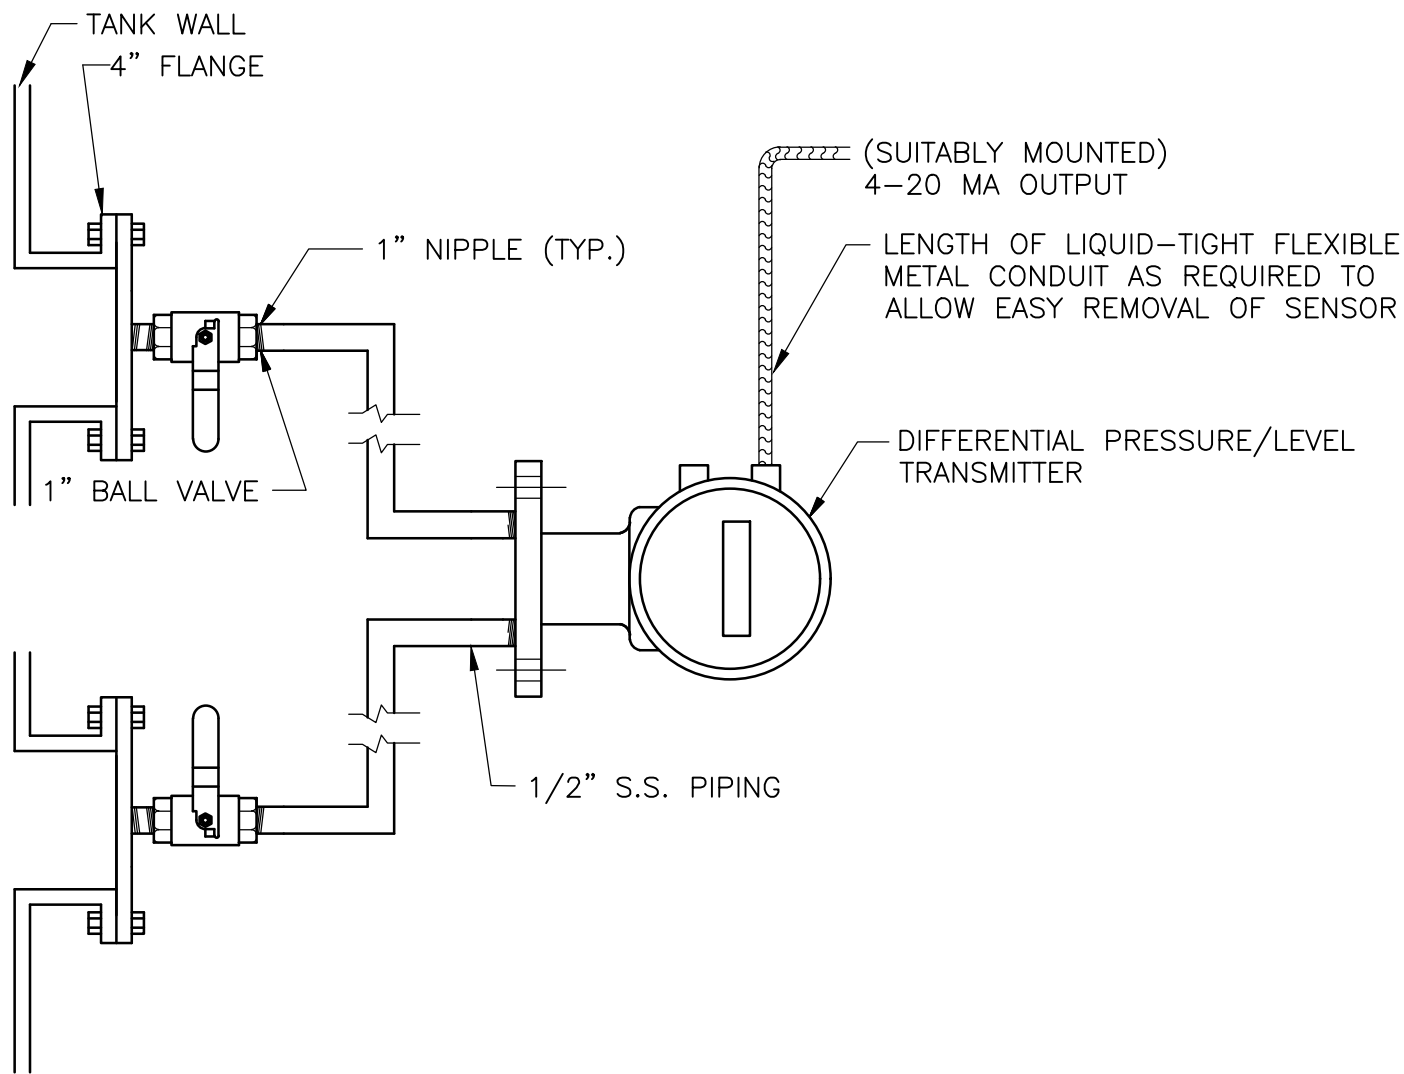 TANK WALL
4” FLANGE
(SUITABLY MOUNTED)
4–20 MA OUTPUT
1” NIPPLE (TYP.)
LENGTH OF LIQUID–TIGHT FLEXIBLE
METAL CONDUIT AS REQUIRED TO
ALLOW EASY REMOVAL OF SENSOR
DIFFERENTIAL PRESSURE/LEVEL
TRANSMITTER
1” BALL VALVE
1/2” S.S. PIPING